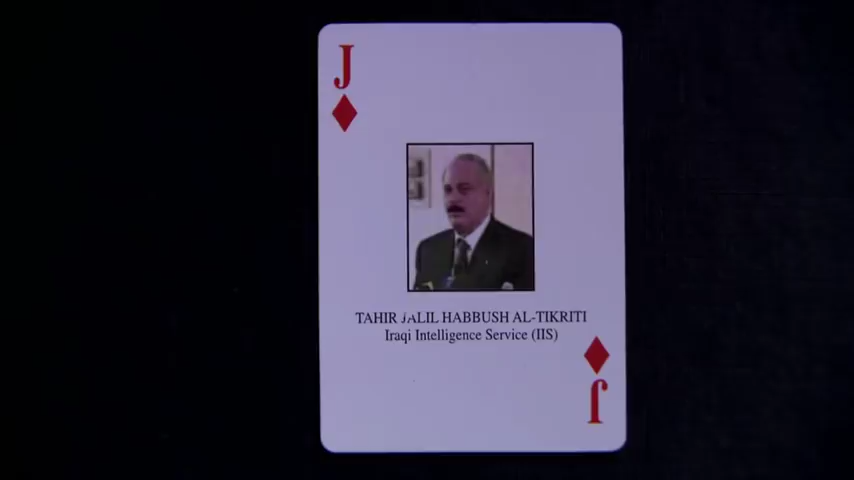 J
TAHIR JALIL HABBUSH AL-TIKRITI
Iraqi Intelligence Service (IIS)
J